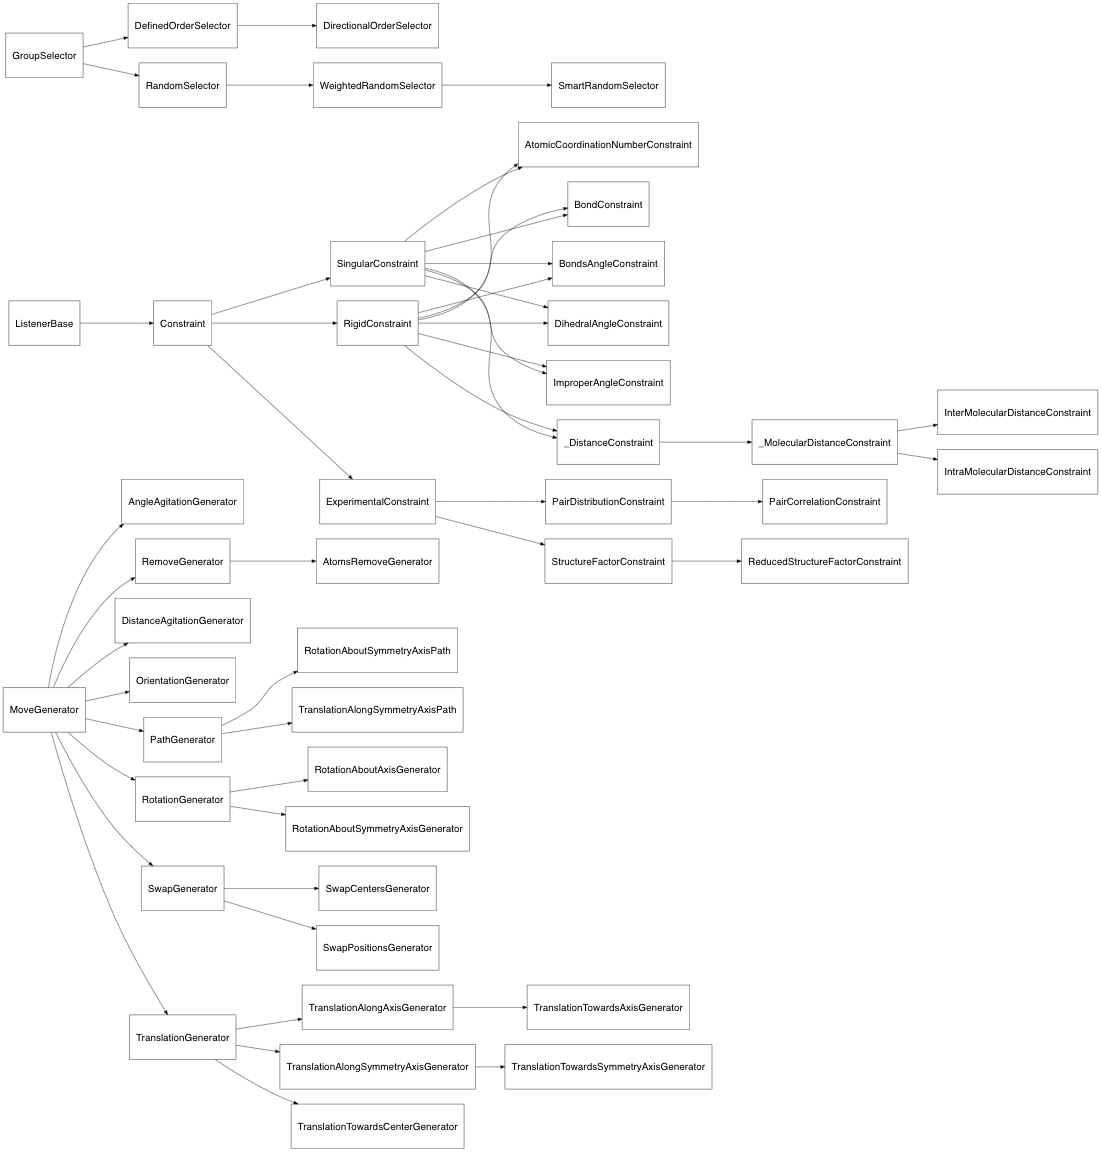 DefinedOrderSelector
DirectionalOrderSelector
GroupSelector
RandomSelector
WeightedRandomSelector
SmartRandomSelector
AtomicCoordinationNumberConstraint
BondConstraint
SingularConstraint
BondsAngleConstraint
ListenerBase
Constraint
RigidConstraint
DihedralAngleConstraint
ImproperAngleConstraint
_DistanceConstraint
_MolecularDistanceConstraint
InterMolecularDistanceConstraint
IntraMolecularDistanceConstraint
AngleAgitationGenerator
ExperimentalConstraint
PairDistributionConstraint
PairCorrelationConstraint
RemoveGenerator
AtomsRemoveGenerator
StructureFactorConstraint
ReducedStructureFactorConstraint
DistanceAgitationGenerator
RotationAboutSymmetryAxisPath
OrientationGenerator
MoveGenerator
TranslationAlongSymmetryAxisPath
PathGenerator
RotationAboutAxisGenerator
RotationGenerator
RotationAboutSymmetryAxisGenerator
SwapGenerator
SwapCentersGenerator
SwapPositionsGenerator
TranslationAlongAxisGenerator
TranslationTowardsAxisGenerator
TranslationGenerator
TranslationAlongSymmetryAxisGenerator
TranslationTowardsSymmetryAxisGenerator
TranslationTowardsCenterGenerator